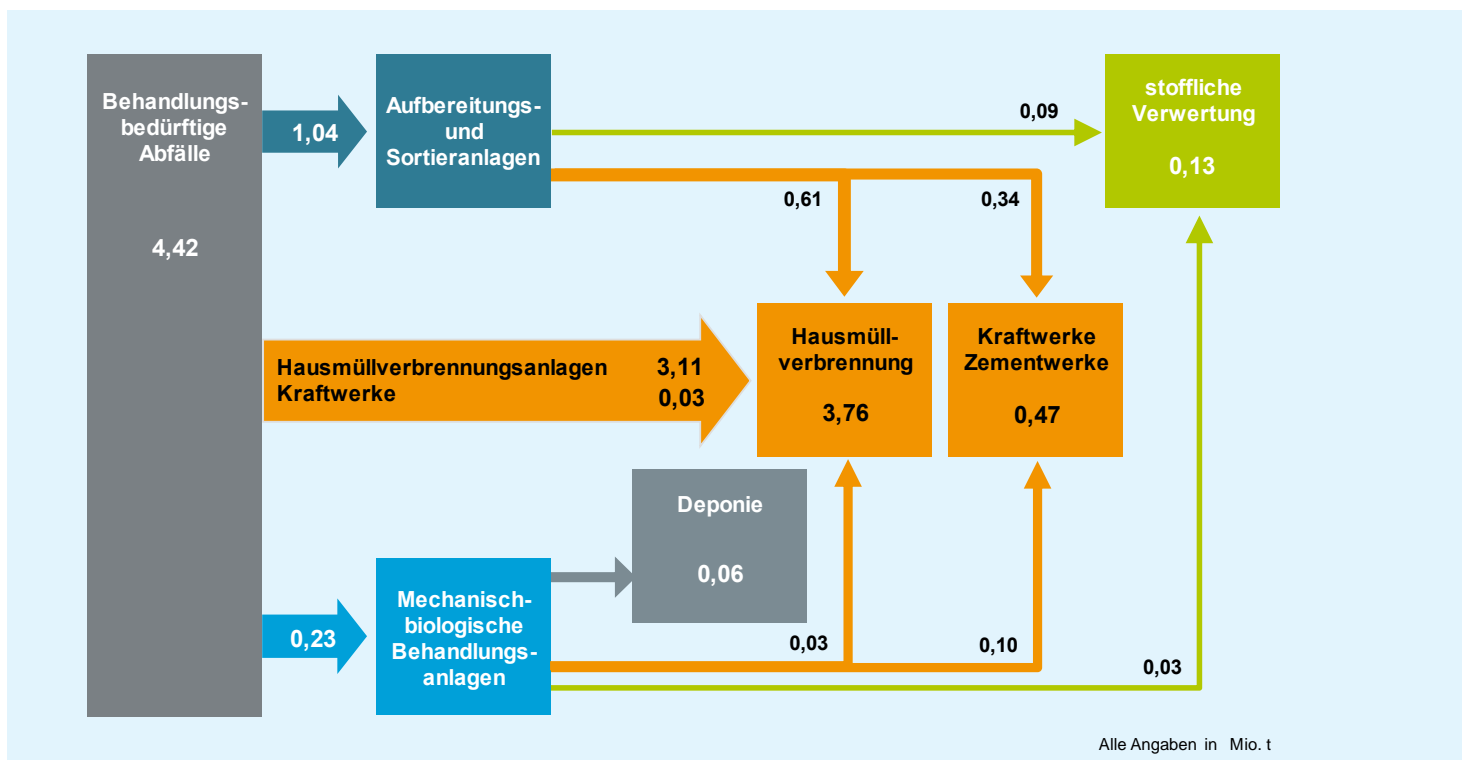 Behandlungs-
bedürftige
Abfälle
4,42
1,04
Aufbereitungs-
und
Sortieranlagen
0,09
stoffliche
Verwertung
0,13
0,61
0,34
Hausmüllverbrennungsanlagen 3,11
Kraftwerke 0,03
Hausmüll-
verbrennung
3,76
Kraftwerke
Zementwerke
0,47
Deponie
0,06
0,23
Mechanisch-
biologische
Behandlungs-
anlagen
0,03
0,10
0,03
Alle Angaben in Mio. t